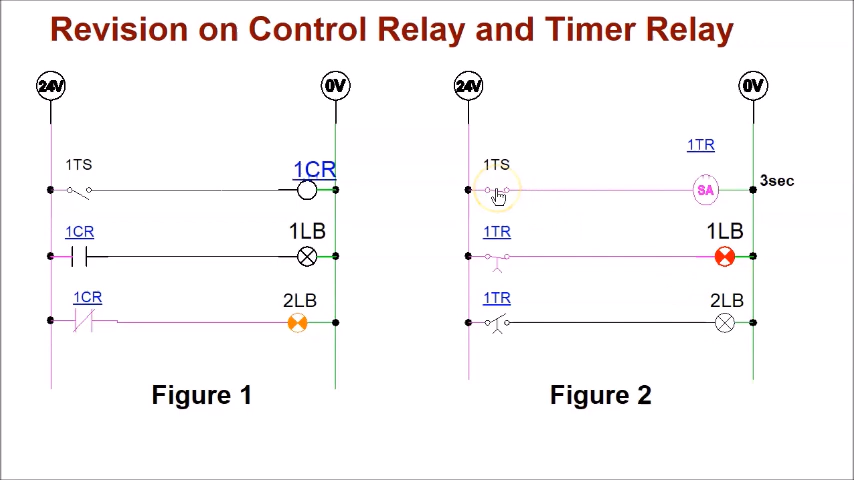 Revision on Control Relay and Timer Relay
24V
0V
1TS
1CR
1CR
1LB
1CR
2LB
Figure 1
24V
0V
1TS
1TR
SA
3sec
1TR
1LB
1TR
2LB
Figure 2